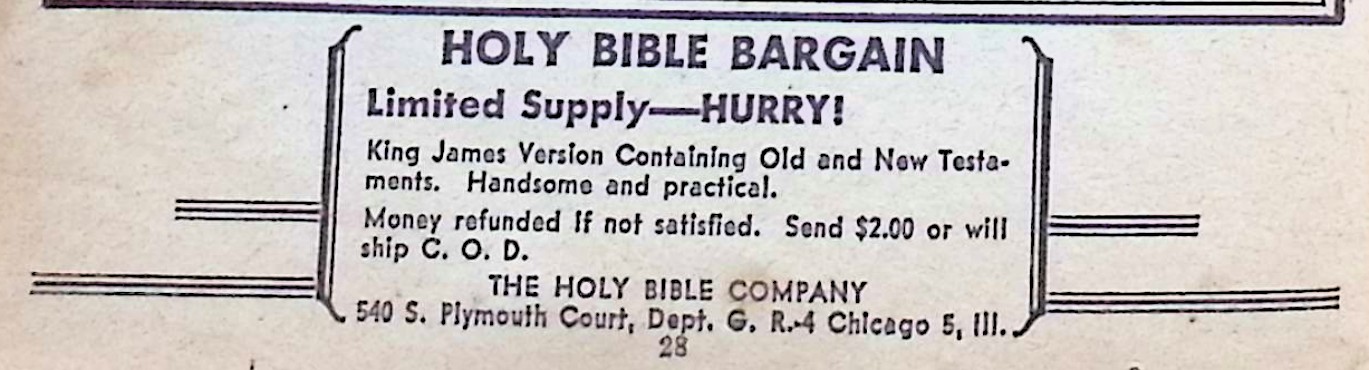 HOLY BIBLE BARGAIN
Limited Supply—HURRY!
King James Version Containing Old and New Testa-
ments. Handsome and practical.
Money refunded if not satisfied. Send $2.00 or will
ship C. O. D.
THE HOLY BIBLE COMPANY
540 S. Plymouth Court, Dept. G. R.-4 Chicago 5, Ill.
28